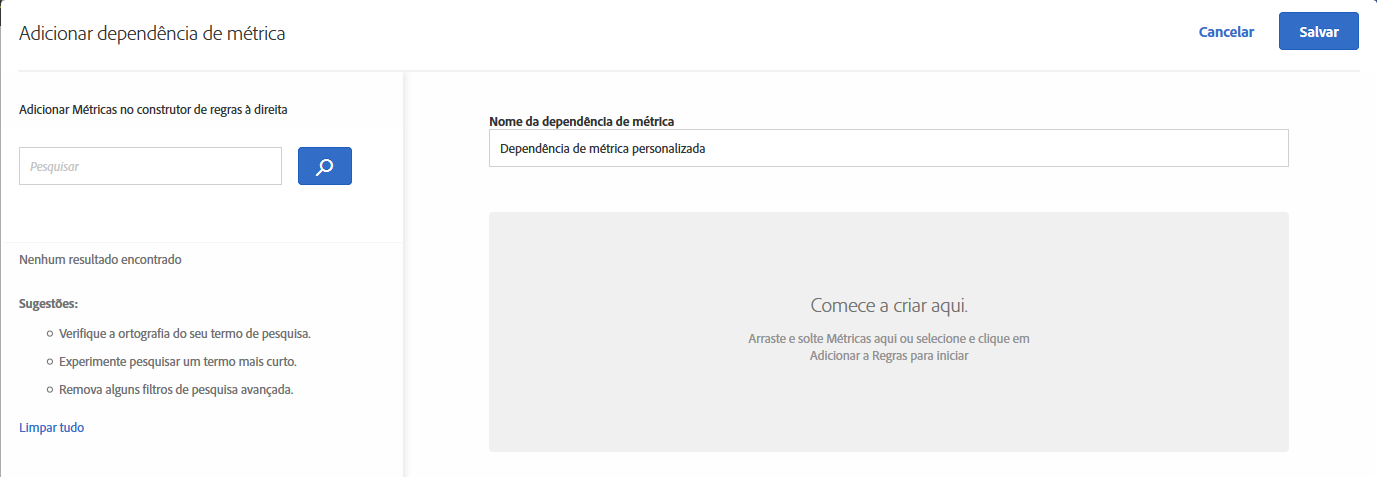 Adicionar dependência de métrica
Cancelar
Salvar
Adicionar Métricas no construtor de regras à direita
Pesquisar
Nenhum resultado encontrado
Sugestões:
Verifique a ortografia do seu termo de pesquisa.
Experimente pesquisar um termo mais curto.
Remova alguns filtros de pesquisa avançada.
Limpar tudo
Nome da dependência de métrica
Dependência de métrica personalizada
Comece a criar aqui.
Arraste e solte Métricas aqui ou selecione e clique em
Adicionar a Regras para iniciar